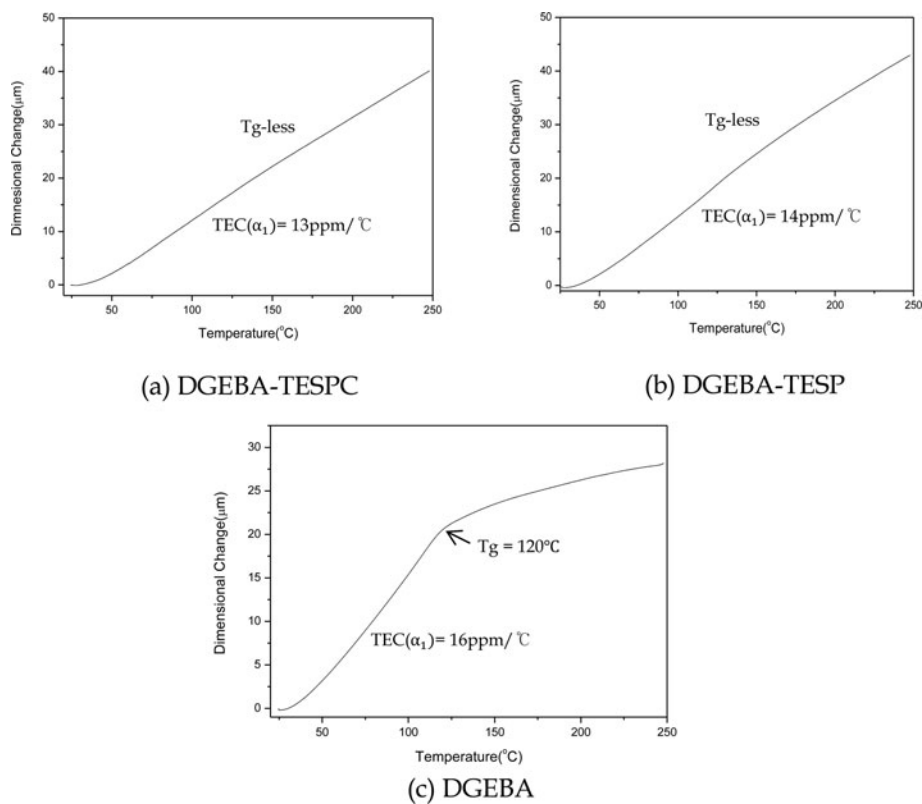 50
40
30
20
10
0
Dimnesional Change(μm)
Tg-less
TEC(α₁)= 13ppm/ ℃
50
100
150
200
250
Temperature(°C)
(a) DGEBA-TESPC
50
40
30
20
10
0
Dimensional Change(μm)
Tg-less
TEC(α₁)= 14ppm/ ℃
50
100
150
200
250
Temperature(°C)
(b) DGEBA-TESP
30
25
20
15
10
5
0
Dimensional Change(μm)
Tg = 120℃
TEC(α₁)= 16ppm/ ℃
50
100
150
200
250
Temperature(°C)
(c) DGEBA